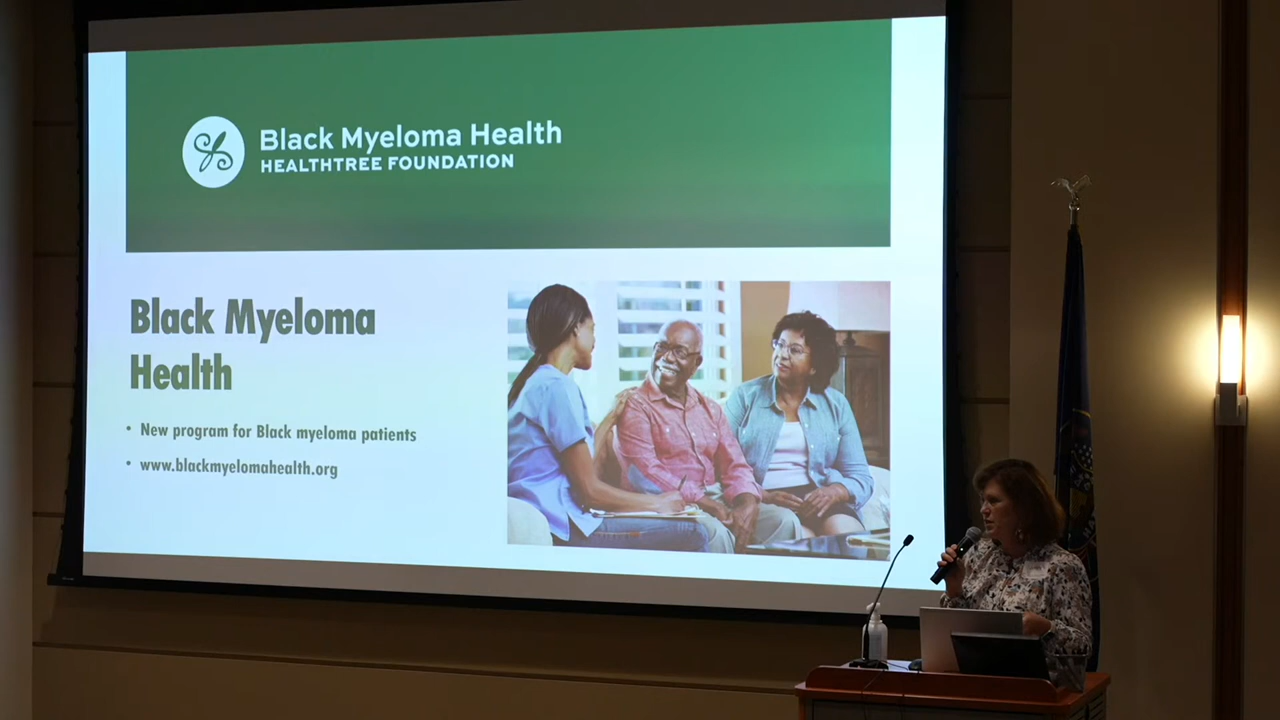 Black Myeloma Health
HEALTHTREE FOUNDATION
Black Myeloma
Health
• New program for Black myeloma patients
• www.blackmyelomahealth.org